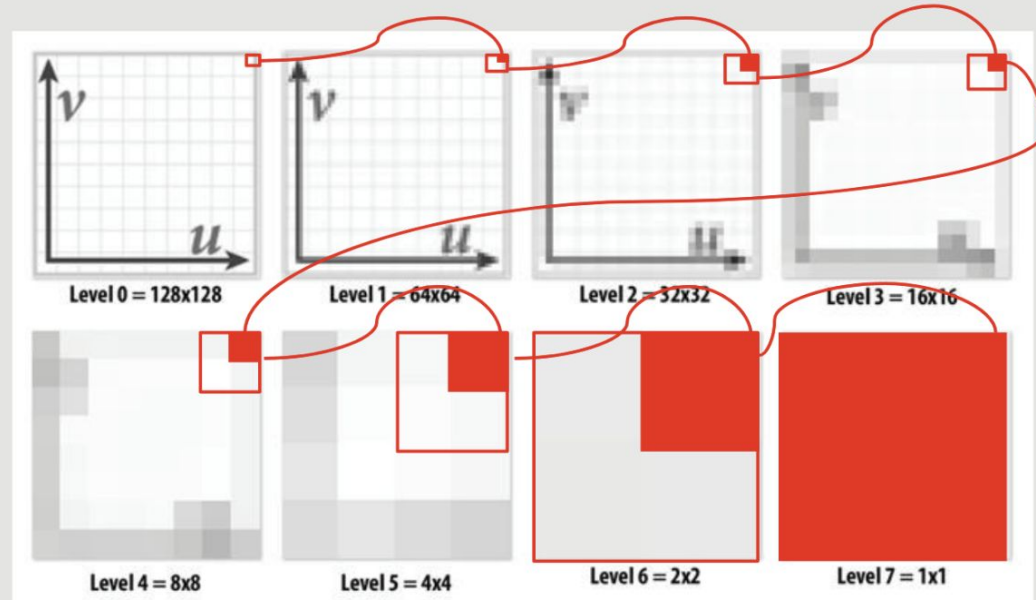 v
u
Level 0 = 128x128
v
u
Level 1 = 64x64
v
u
Level 2 = 32x32
Level 3 = 16x16
Level 4 = 8x8
Level 5 = 4x4
Level 6 = 2x2
Level 7 = 1x1